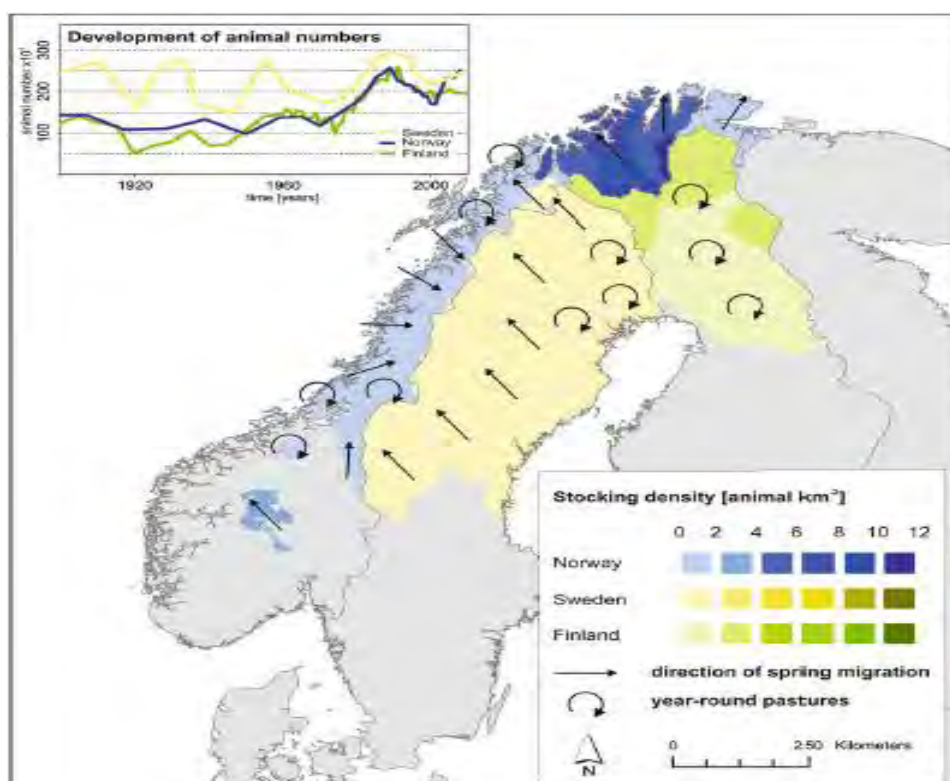 Development of animal numbers
animal number x10³
300
200
100
Sweden
Norway
Finland
1920
1960
2000
time [years]
Stocking density [animal km⁻²]
0 2 4 6 8 10 12
Norway
Sweden
Finland
direction of spring migration
year-round pastures
N
0 250 Kilometers